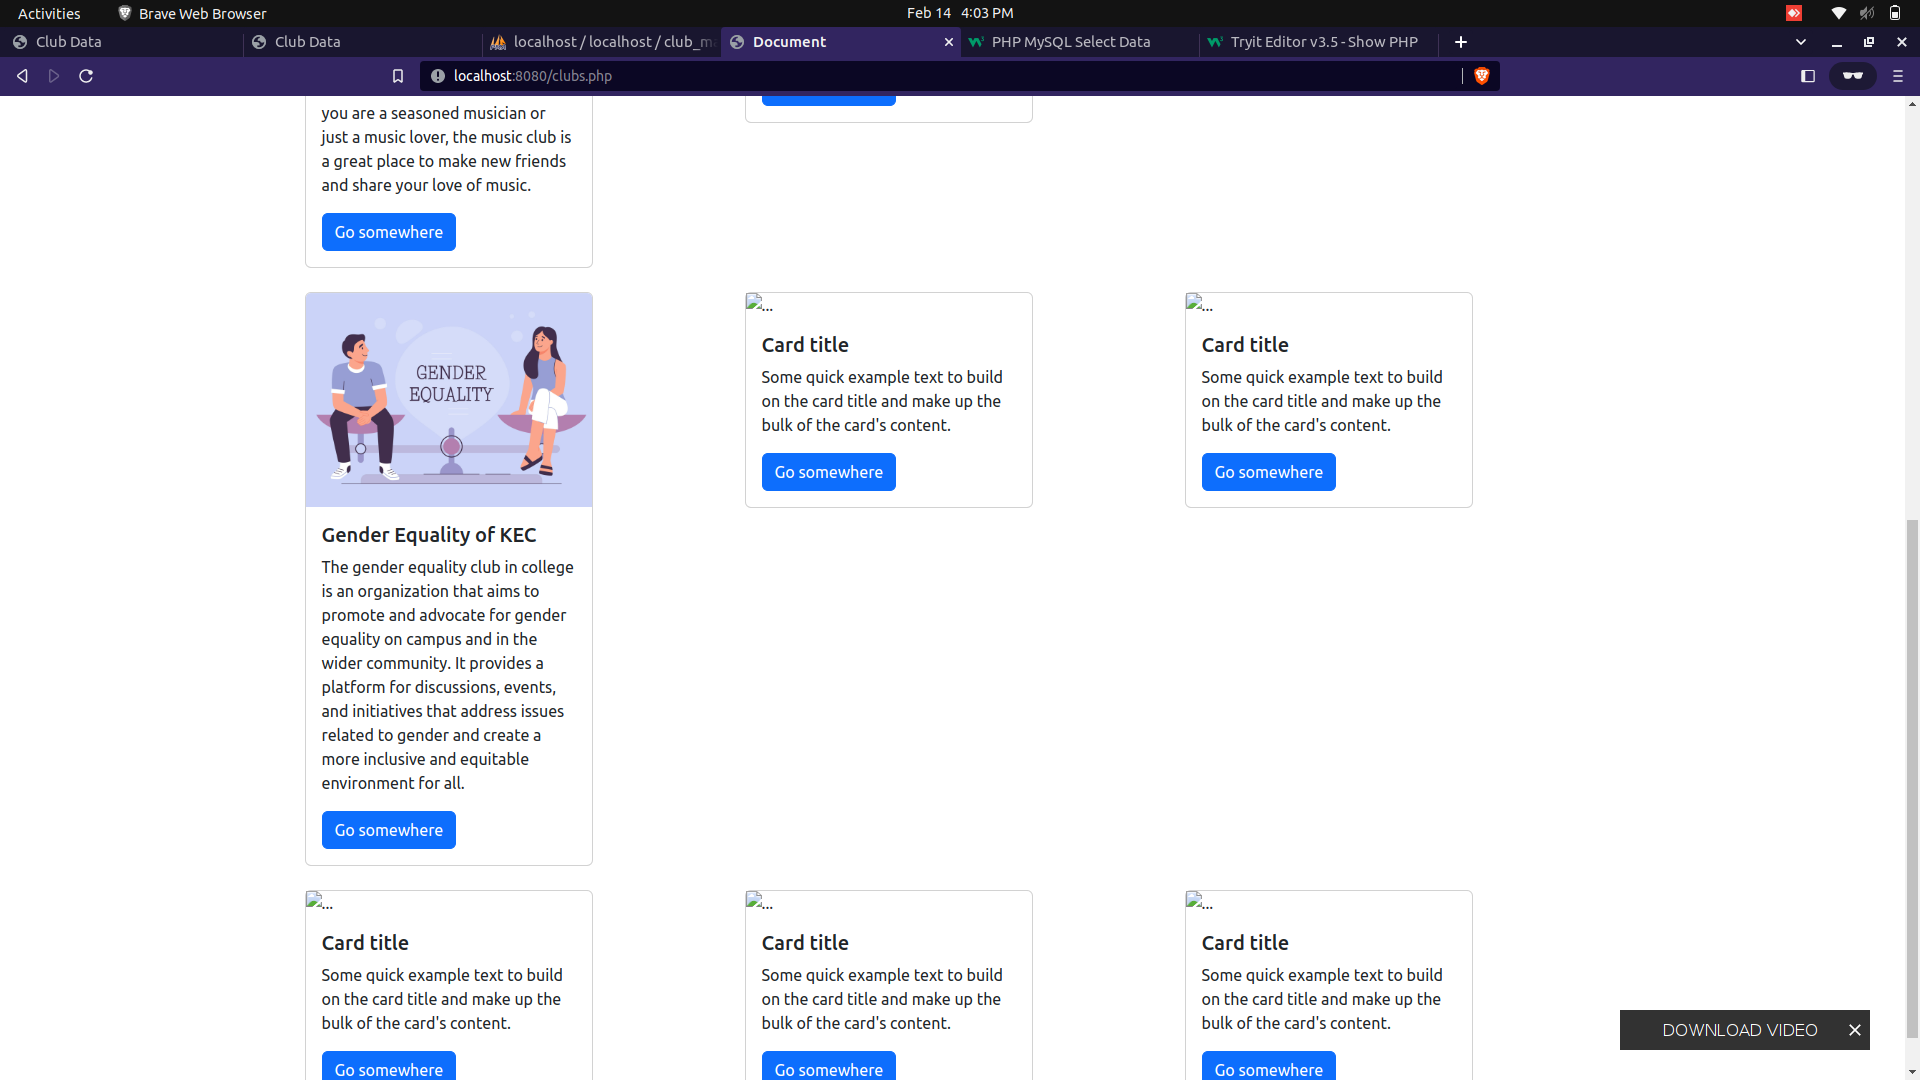 Activities
Brave Web Browser
Feb 14 4:03 PM
Club Data
Club Data
localhost / localhost / club_m
Document
PHP MySQL Select Data
Tryit Editor v3.5 - Show PHP
localhost:8080/clubs.php
you are a seasoned musician or
just a music lover, the music club is
a great place to make new friends
and share your love of music.
Go somewhere
GENDER
EQUALITY
Gender Equality of KEC
The gender equality club in college
is an organization that aims to
promote and advocate for gender
equality on campus and in the
wider community. It provides a
platform for discussions, events,
and initiatives that address issues
related to gender and create a
more inclusive and equitable
environment for all.
Go somewhere
...
Card title
Some quick example text to build
on the card title and make up the
bulk of the card's content.
Go somewhere
...
Card title
Some quick example text to build
on the card title and make up the
bulk of the card's content.
Go somewhere
...
Card title
Some quick example text to build
on the card title and make up the
bulk of the card's content.
Go somewhere
...
Card title
Some quick example text to build
on the card title and make up the
bulk of the card's content.
Go somewhere
...
Card title
Some quick example text to build
on the card title and make up the
bulk of the card's content.
Go somewhere
DOWNLOAD VIDEO